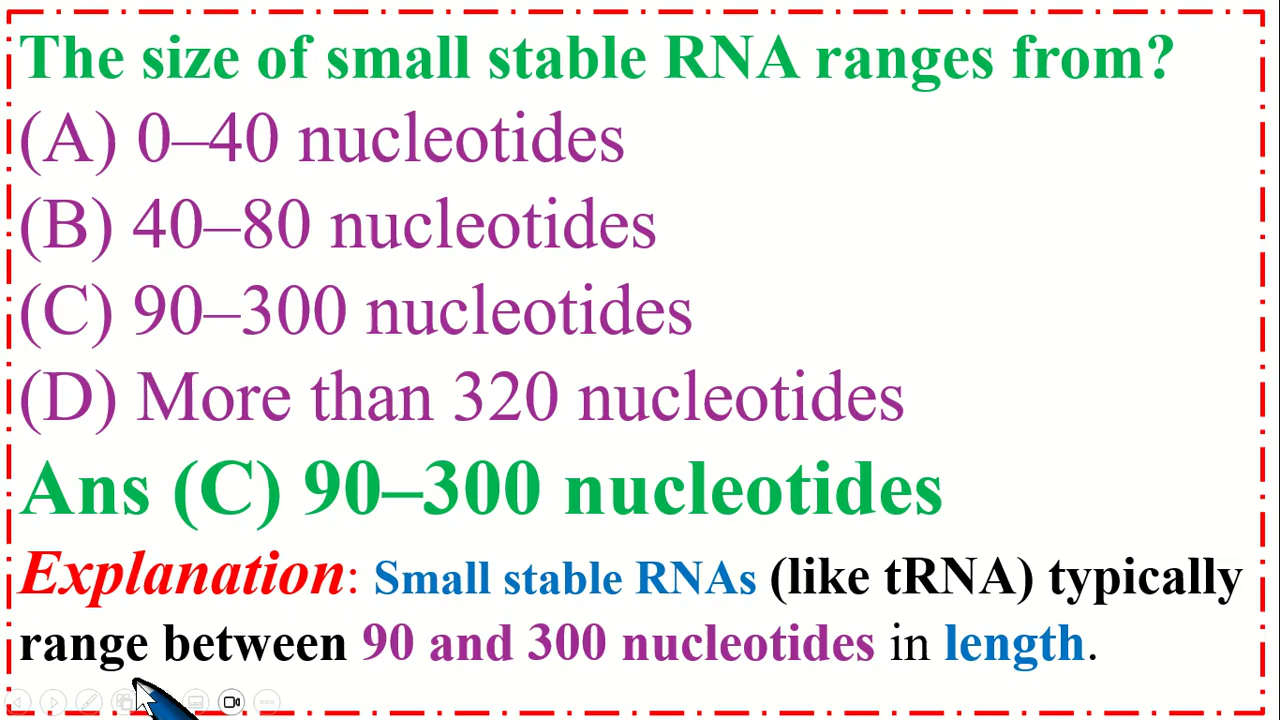 The size of small stable RNA ranges from?
(A) 0–40 nucleotides
(B) 40–80 nucleotides
(C) 90–300 nucleotides
(D) More than 320 nucleotides
Ans (C) 90–300 nucleotides
Explanation: Small stable RNAs (like tRNA) typically
range between 90 and 300 nucleotides in length.